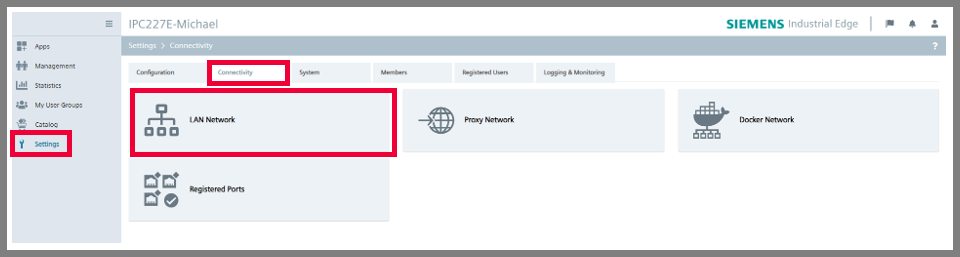 IPC227E-Michael
SIEMENS Industrial Edge
Settings > Connectivity
?
Apps
Management
Statistics
My User Groups
Catalog
Settings
Configuration
Connectivity
System
Members
Registered Users
Logging & Monitoring
LAN Network
Proxy Network
Docker Network
Registered Ports